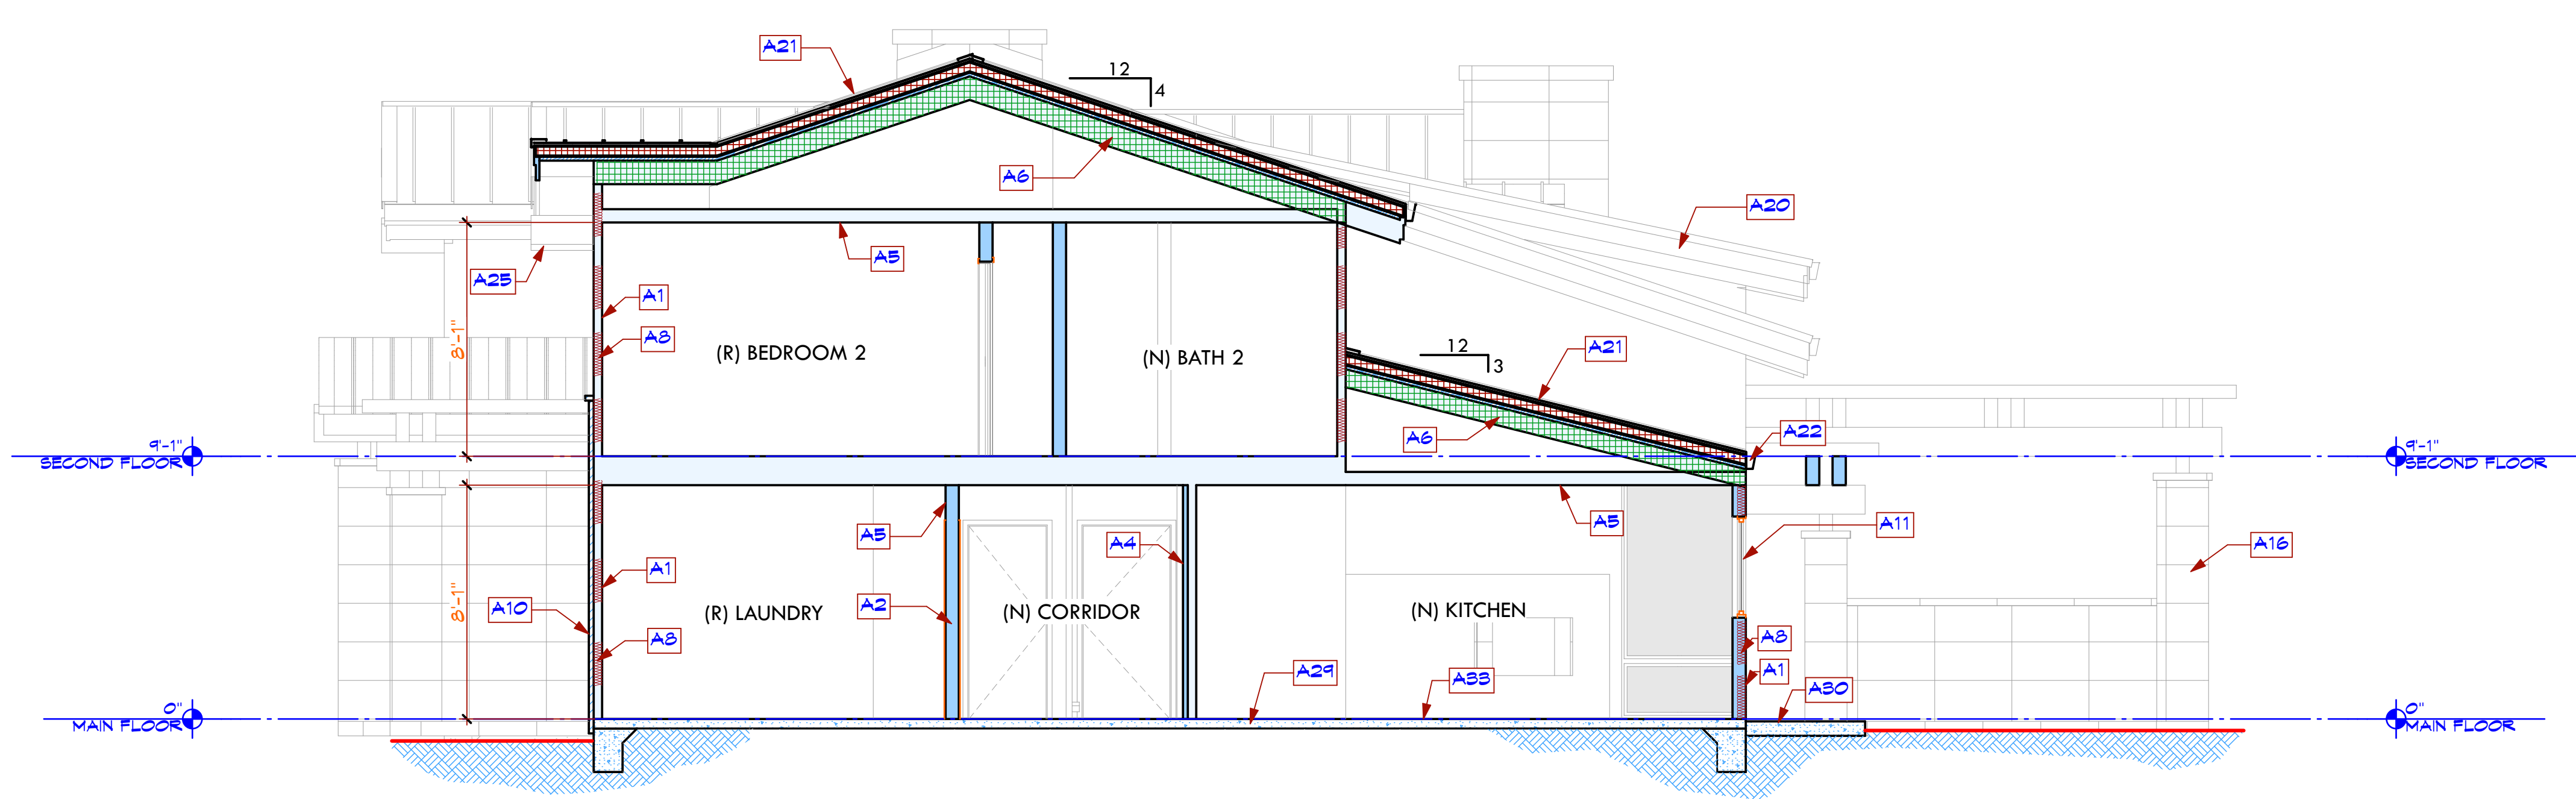 A21
12
4
A20
A6
A5
A25
A1
8'-1"
A8
(R) BEDROOM 2
(N) BATH 2
12
3
A21
A6
A22
9'-1"
SECOND FLOOR
9'-1"
SECOND FLOOR
A5
A4
A5
A11
A16
A1
8'-1"
A10
(R) LAUNDRY
A2
(N) CORRIDOR
(N) KITCHEN
A8
A8
A29
A33
A1
A30
0"
MAIN FLOOR
0"
MAIN FLOOR